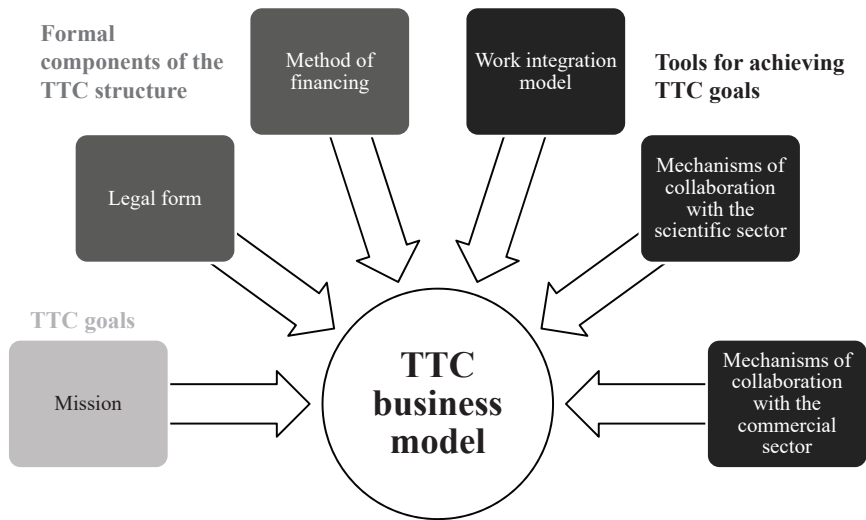 Formal
components of the
TTC structure
Method of
financing
Work integration
model
Tools for achieving
TTC goals
Legal form
Mechanisms of
collaboration
with the
scientific sector
TTC goals
Mission
TTC
business
model
Mechanisms of
collaboration
with the
commercial
sector